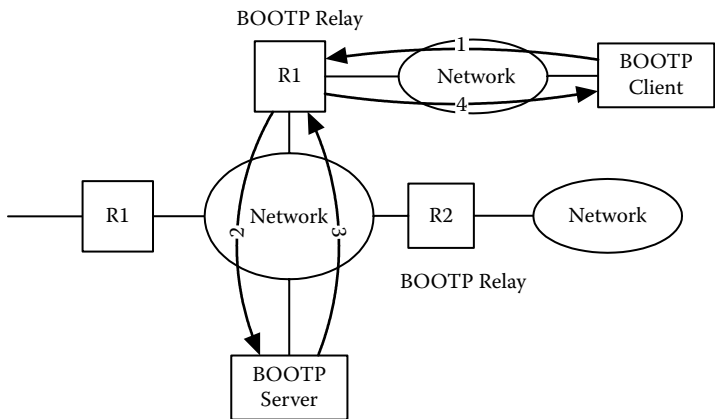 BOOTP Relay
1
R1
Network
BOOTP
Client
4
R1
2
Network
3
R2
Network
BOOTP Relay
BOOTP
Server